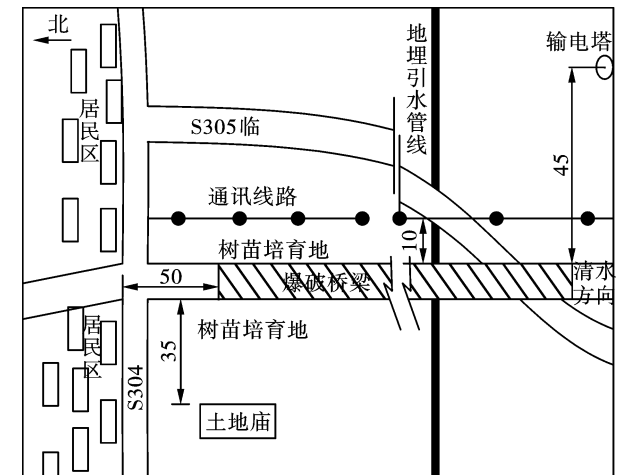 北
输电塔
地埋引水管线
居民区
S305临
45
通讯线路
10
树苗培育地
50
爆破桥梁
清水
方向
居民区
树苗培育地
35
S304
土地庙